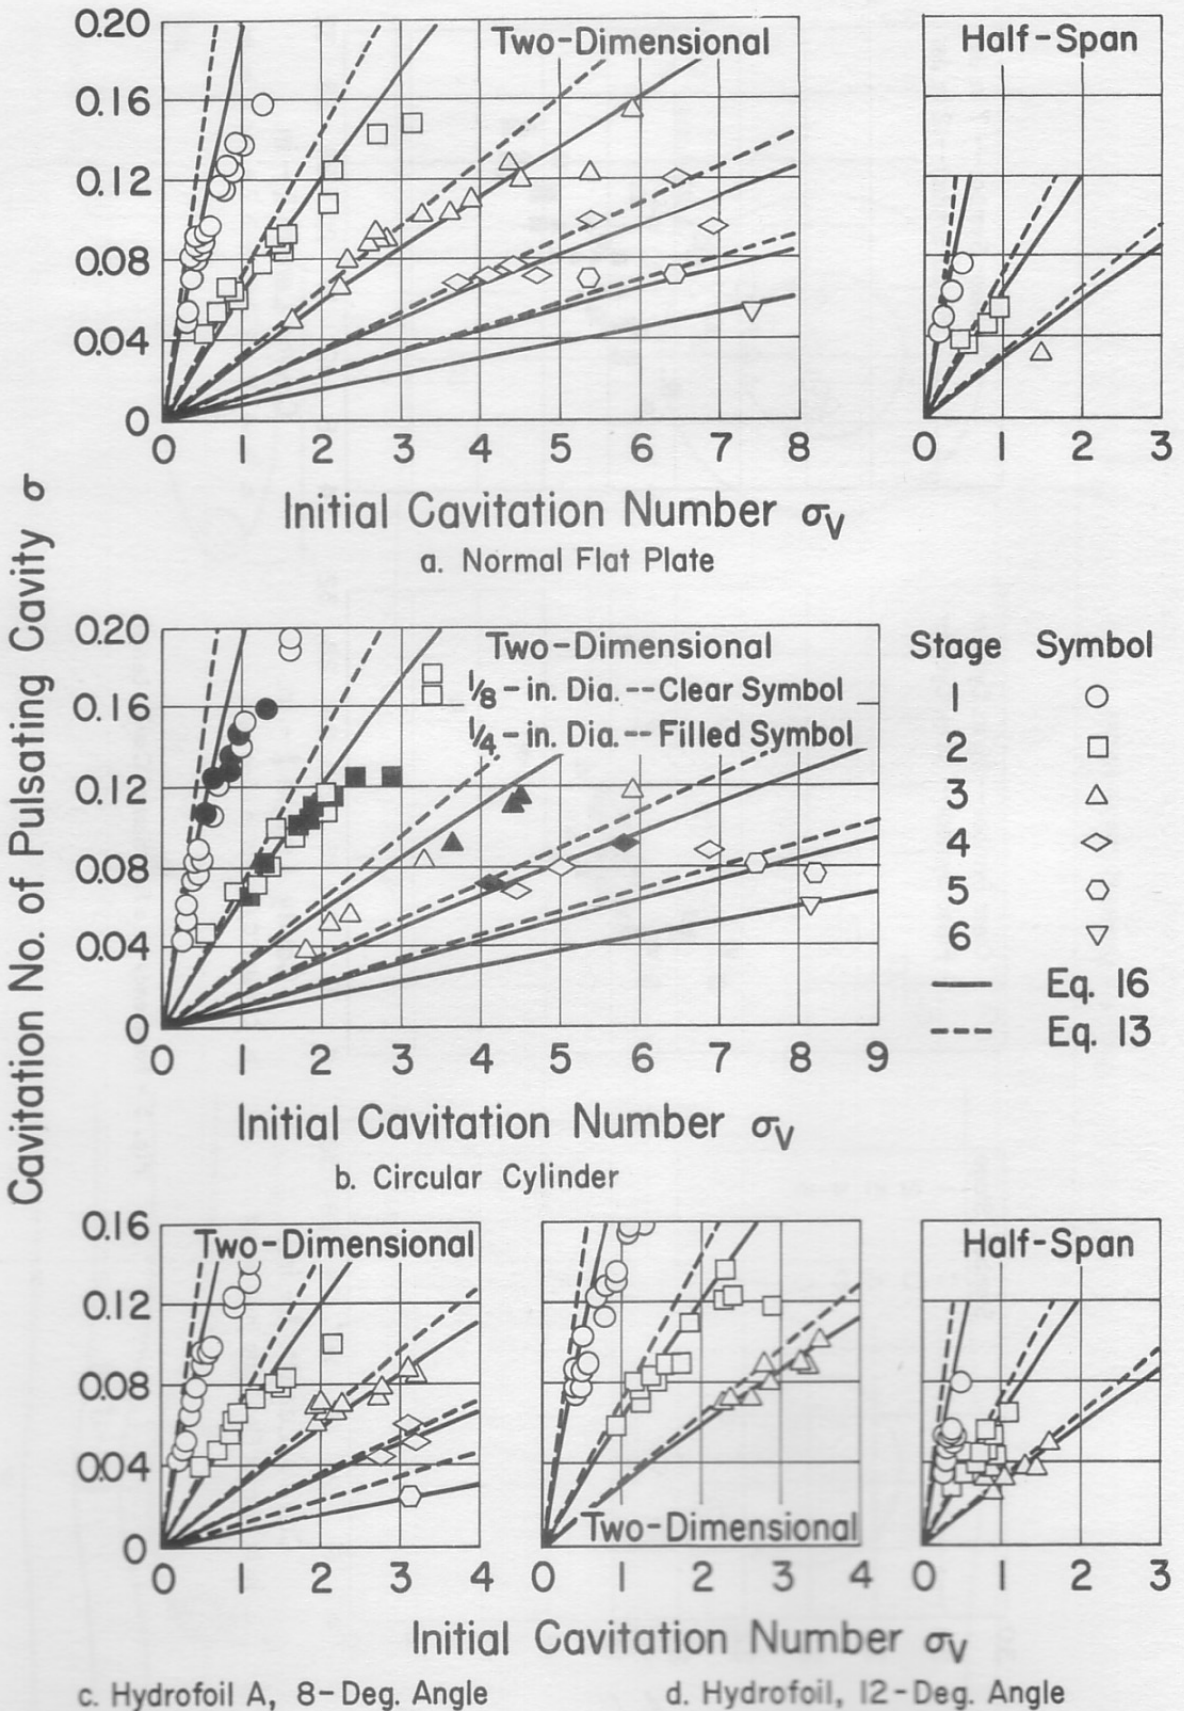 Cavitation No. of Pulsating Cavity σ
0.20
0.16
0.12
0.08
0.04
0
Two-Dimensional
0 1 2 3 4 5 6 7 8
Half-Span
0 1 2 3
Initial Cavitation Number σV
a. Normal Flat Plate
0.20
0.16
0.12
0.08
0.04
0
Two-Dimensional
1/8-in. Dia.--Clear Symbol
1/4-in. Dia.--Filled Symbol
0 1 2 3 4 5 6 7 8 9
Stage Symbol
1
2
3
4
5
6
Eq. 16
Eq. 13
Initial Cavitation Number σV
b. Circular Cylinder
0.16
0.12
0.08
0.04
0
Two-Dimensional
0 1 2 3 4
Two-Dimensional
0 1 2 3 4
Half-Span
0 1 2 3
Initial Cavitation Number σV
c. Hydrofoil A, 8-Deg. Angle
d. Hydrofoil, 12-Deg. Angle